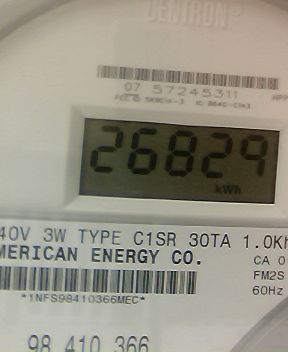 CENTRON®
07 57245311
26829
kWh
40V 3W TYPE C1SR 30TA 1.0Kh
MERICAN ENERGY CO.
CA 0
FM2S
60Hz
*1NFS98410366MEC*
98 410 366